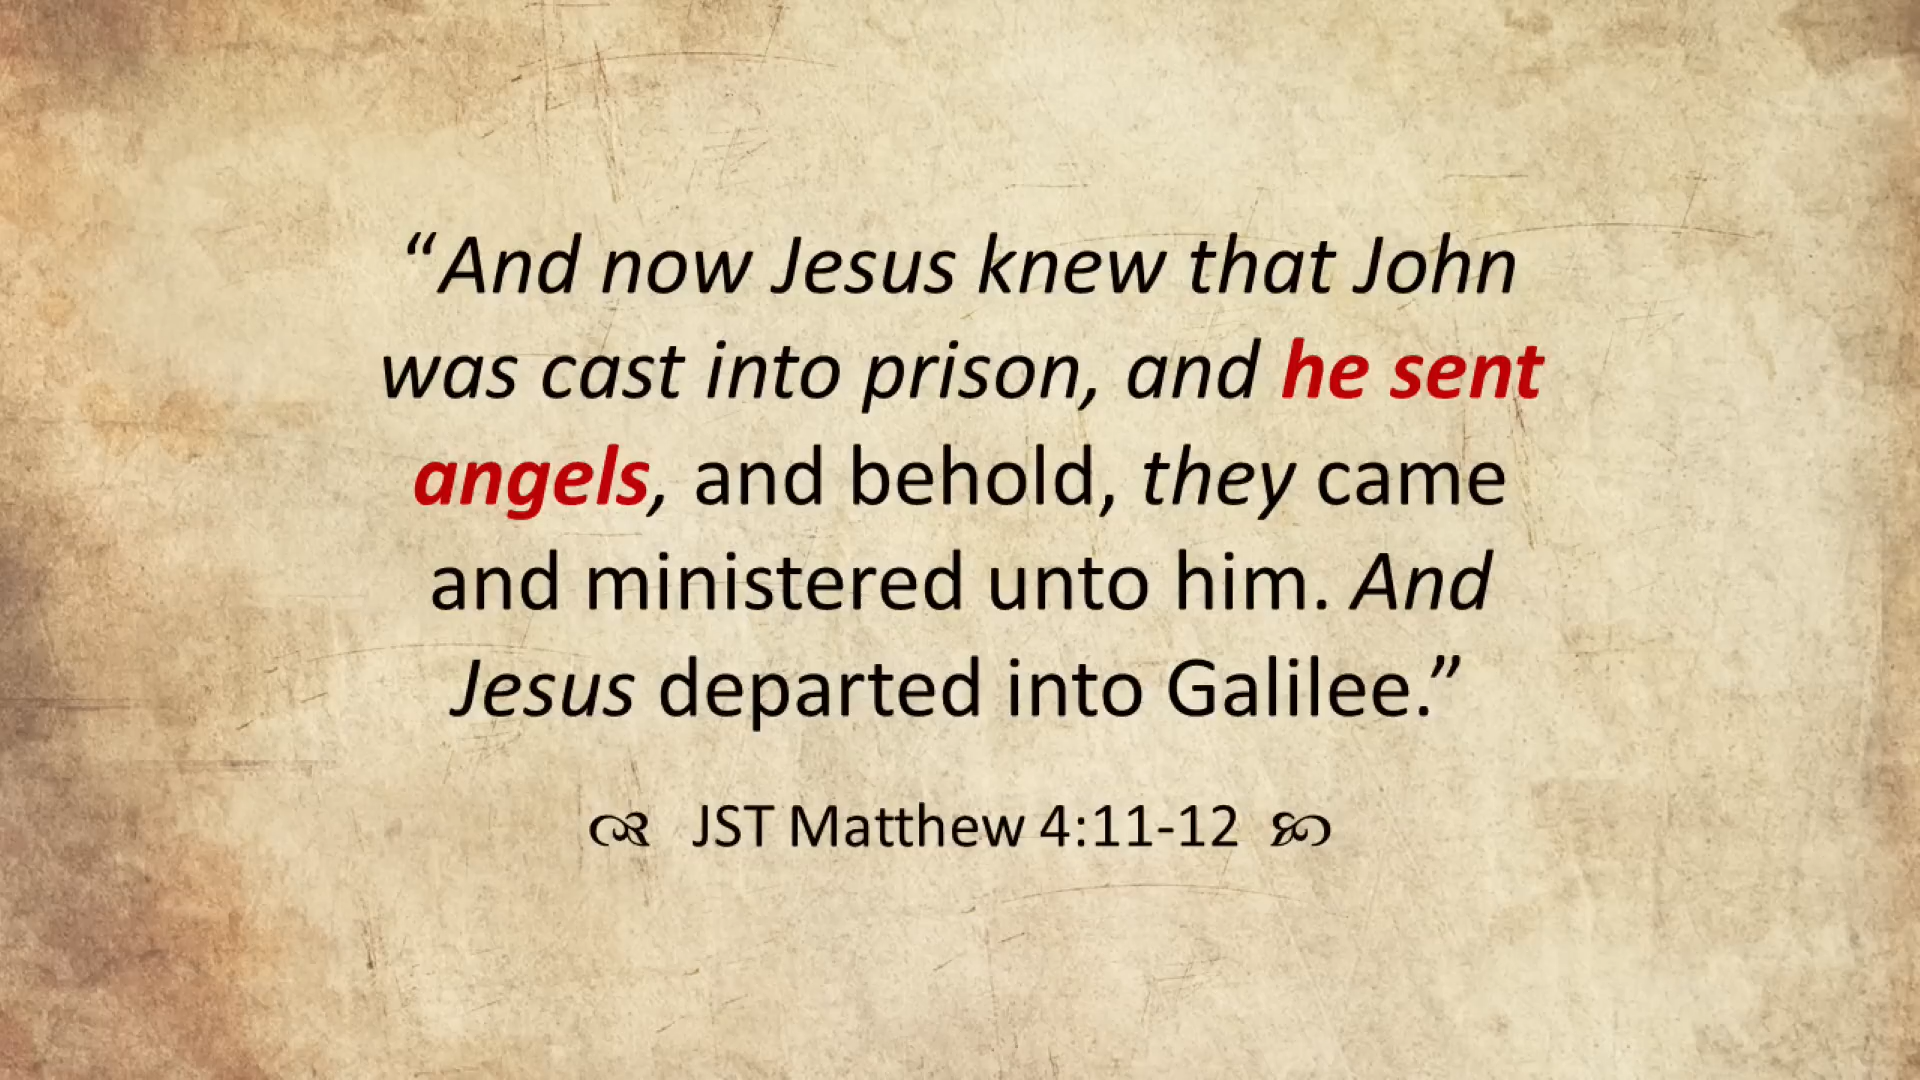 “And now Jesus knew that John
was cast into prison, and he sent
angels, and behold, they came
and ministered unto him. And
Jesus departed into Galilee.”
JST Matthew 4:11-12